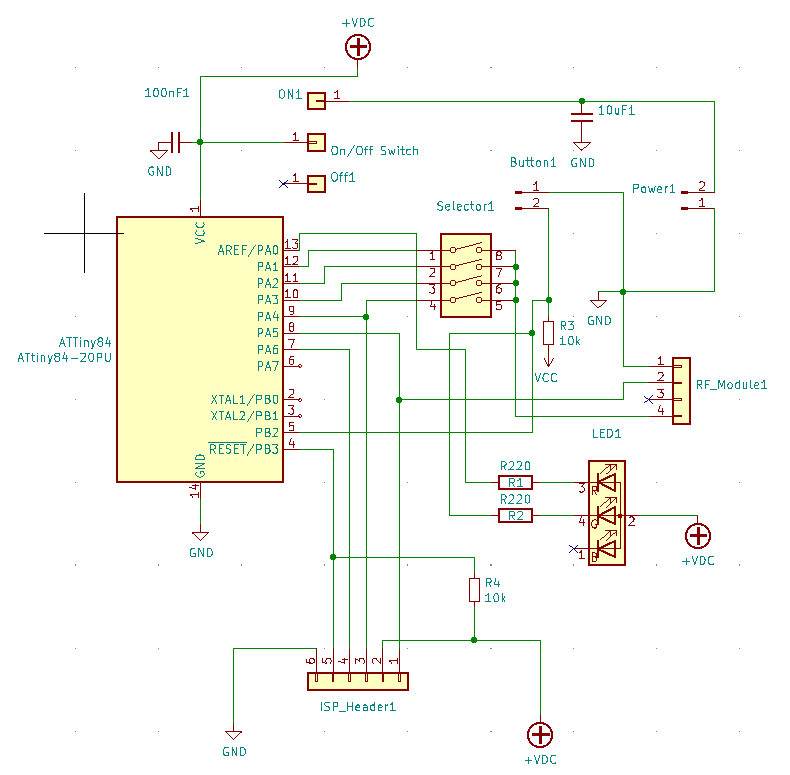 +VDC
100nF1
ON1 1
10uF1
1
On/Off Switch
GND
GND
1 Off1
Button1
1
2
Power1
2
1
Selector1
1
VCC
AREF/PA0 13
PA1 12
PA2 11
PA3 10
PA4 9
PA5 8
PA6 7
PA7 6
XTAL1/PB0 2
XTAL2/PB1 3
PB2 5
RESET/PB3 4
GND
14
GND
ATTiny84
ATtiny84-20PU
1 8
2 7
3 6
4 5
GND
R3
10k
VCC
1
2
3
4
RF_Module1
LED1
R220
R1
R220
R2
3 R
4 G 2
1 B
+VDC
R4
10k
6 5 4 3 2 1
ISP_Header1
GND
+VDC